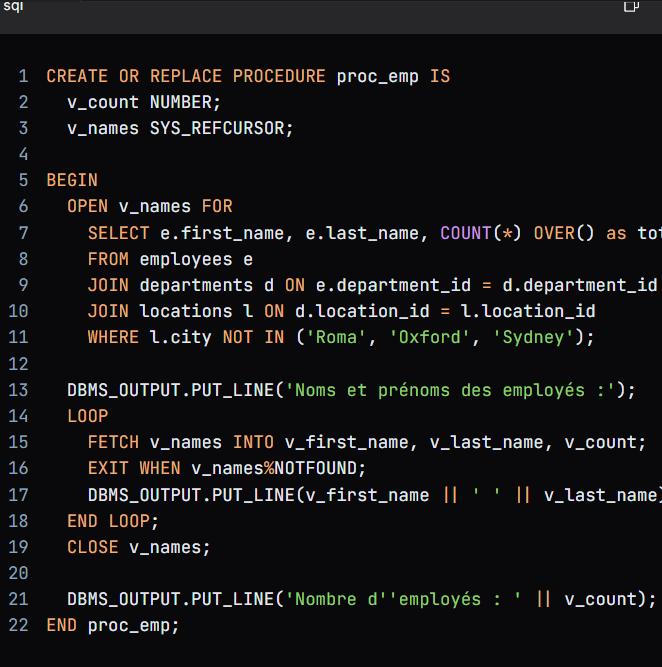 sql
1 CREATE OR REPLACE PROCEDURE proc_emp IS
2 v_count NUMBER;
3 v_names SYS_REFCURSOR;
4
5 BEGIN
6 OPEN v_names FOR
7 SELECT e.first_name, e.last_name, COUNT(*) OVER() as tot
8 FROM employees e
9 JOIN departments d ON e.department_id = d.department_id
10 JOIN locations l ON d.location_id = l.location_id
11 WHERE l.city NOT IN ('Roma', 'Oxford', 'Sydney');
12
13 DBMS_OUTPUT.PUT_LINE('Noms et prénoms des employés :');
14 LOOP
15 FETCH v_names INTO v_first_name, v_last_name, v_count;
16 EXIT WHEN v_names%NOTFOUND;
17 DBMS_OUTPUT.PUT_LINE(v_first_name || ' ' || v_last_name)
18 END LOOP;
19 CLOSE v_names;
20
21 DBMS_OUTPUT.PUT_LINE('Nombre d''employés : ' || v_count);
22 END proc_emp;